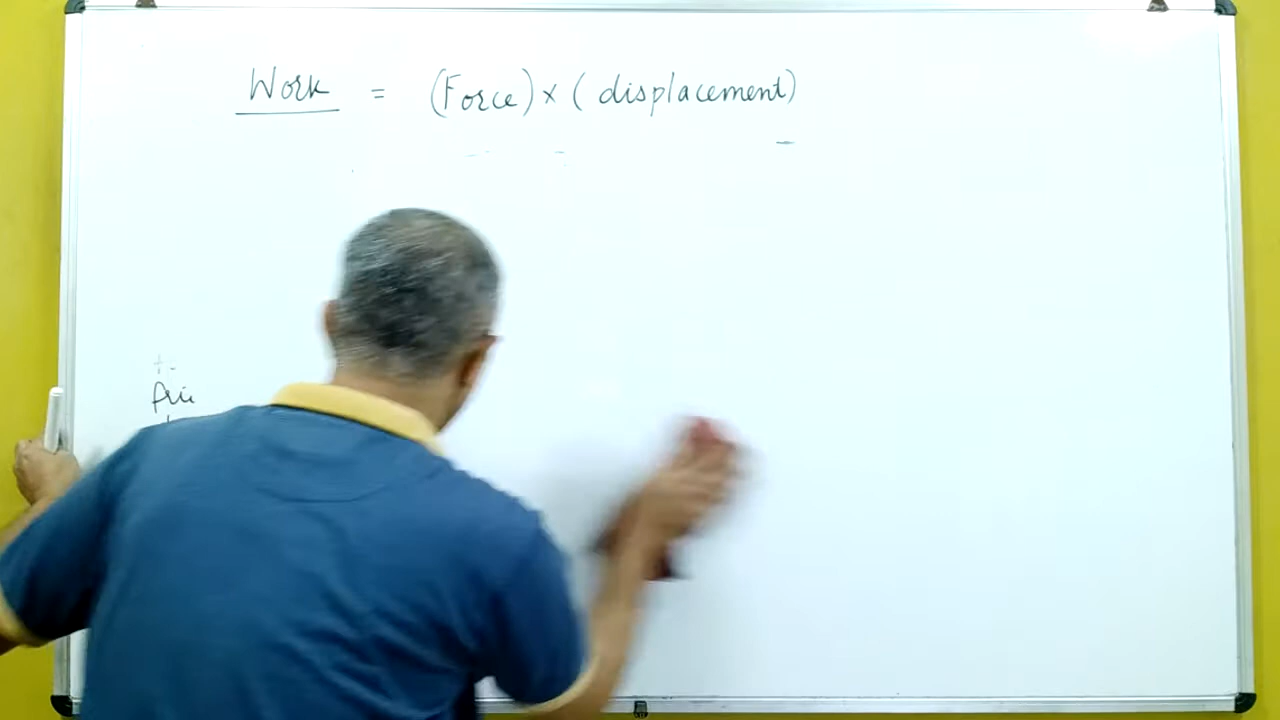 Work = (Force) × ( displacement)